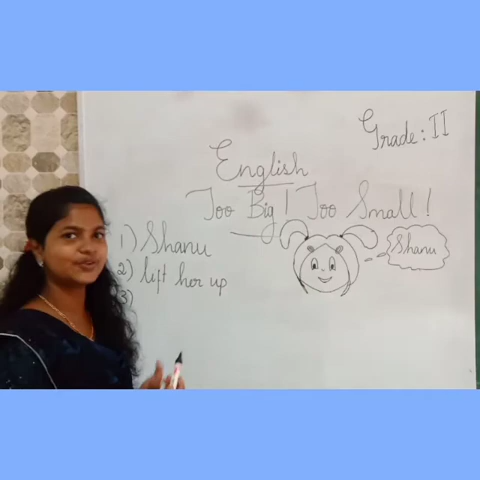 Grade: II
English
Too Big! Too Small!
1) Shanu
2) lift her up
3)
Shanu